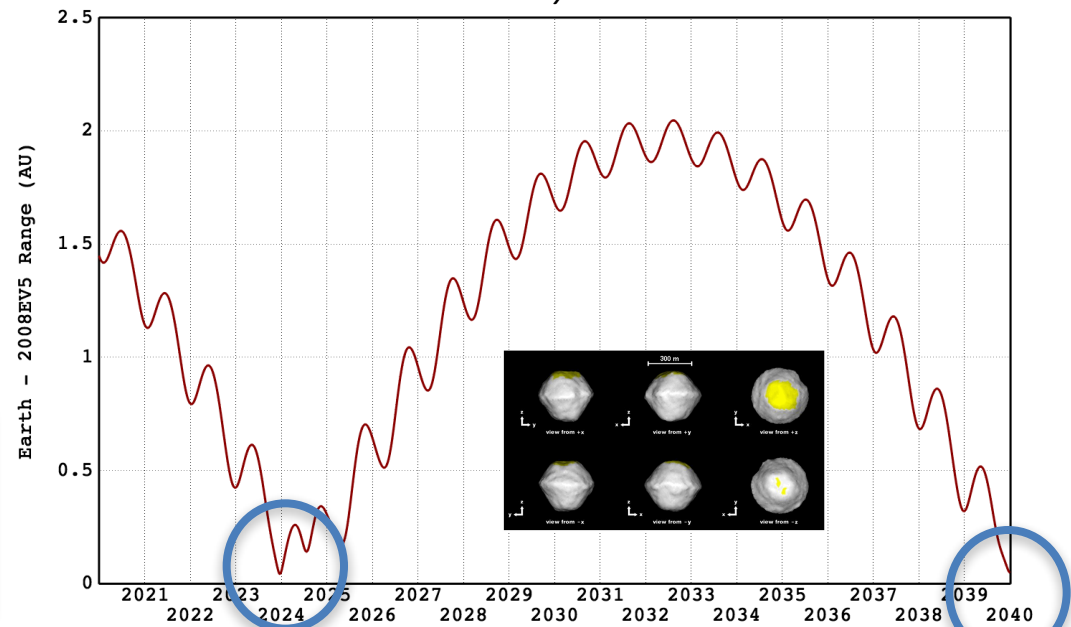 2.5
2
1.5
1
0.5
0
Earth – 2008EV5 Range (AU)
300 m
z
y
view from +x
z
x
view from +y
y
x
view from +z
z
y
view from −x
z
x
view from −y
y
x
view from −z
2021 2023 2025 2027 2029 2031 2033 2035 2037 2039
2022 2024 2026 2028 2030 2032 2034 2036 2038 2040